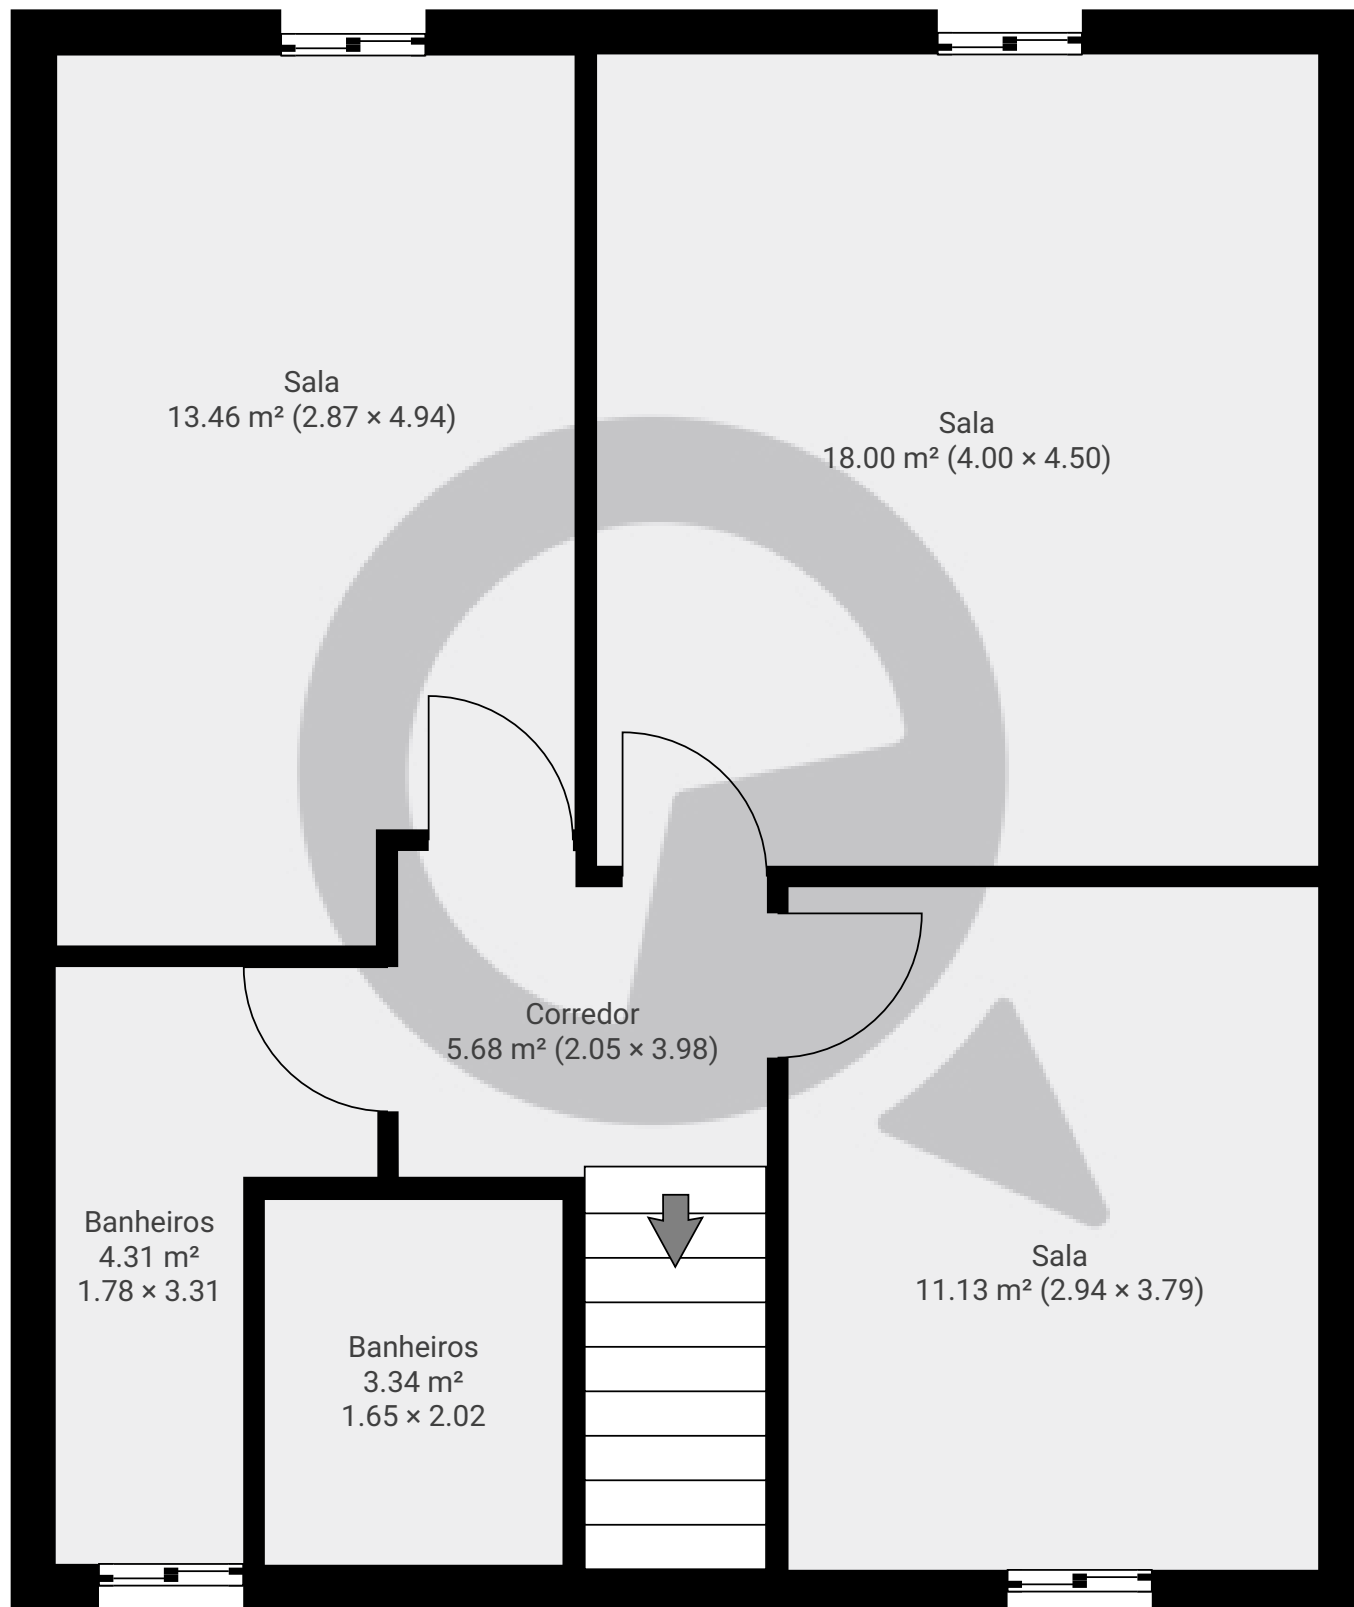 Sala
13.46 m² (2.87 × 4.94)
Sala
18.00 m² (4.00 × 4.50)
Corredor
5.68 m² (2.05 × 3.98)
Banheiros
4.31 m²
1.78 × 3.31
Banheiros
3.34 m²
1.65 × 2.02
Sala
11.13 m² (2.94 × 3.79)